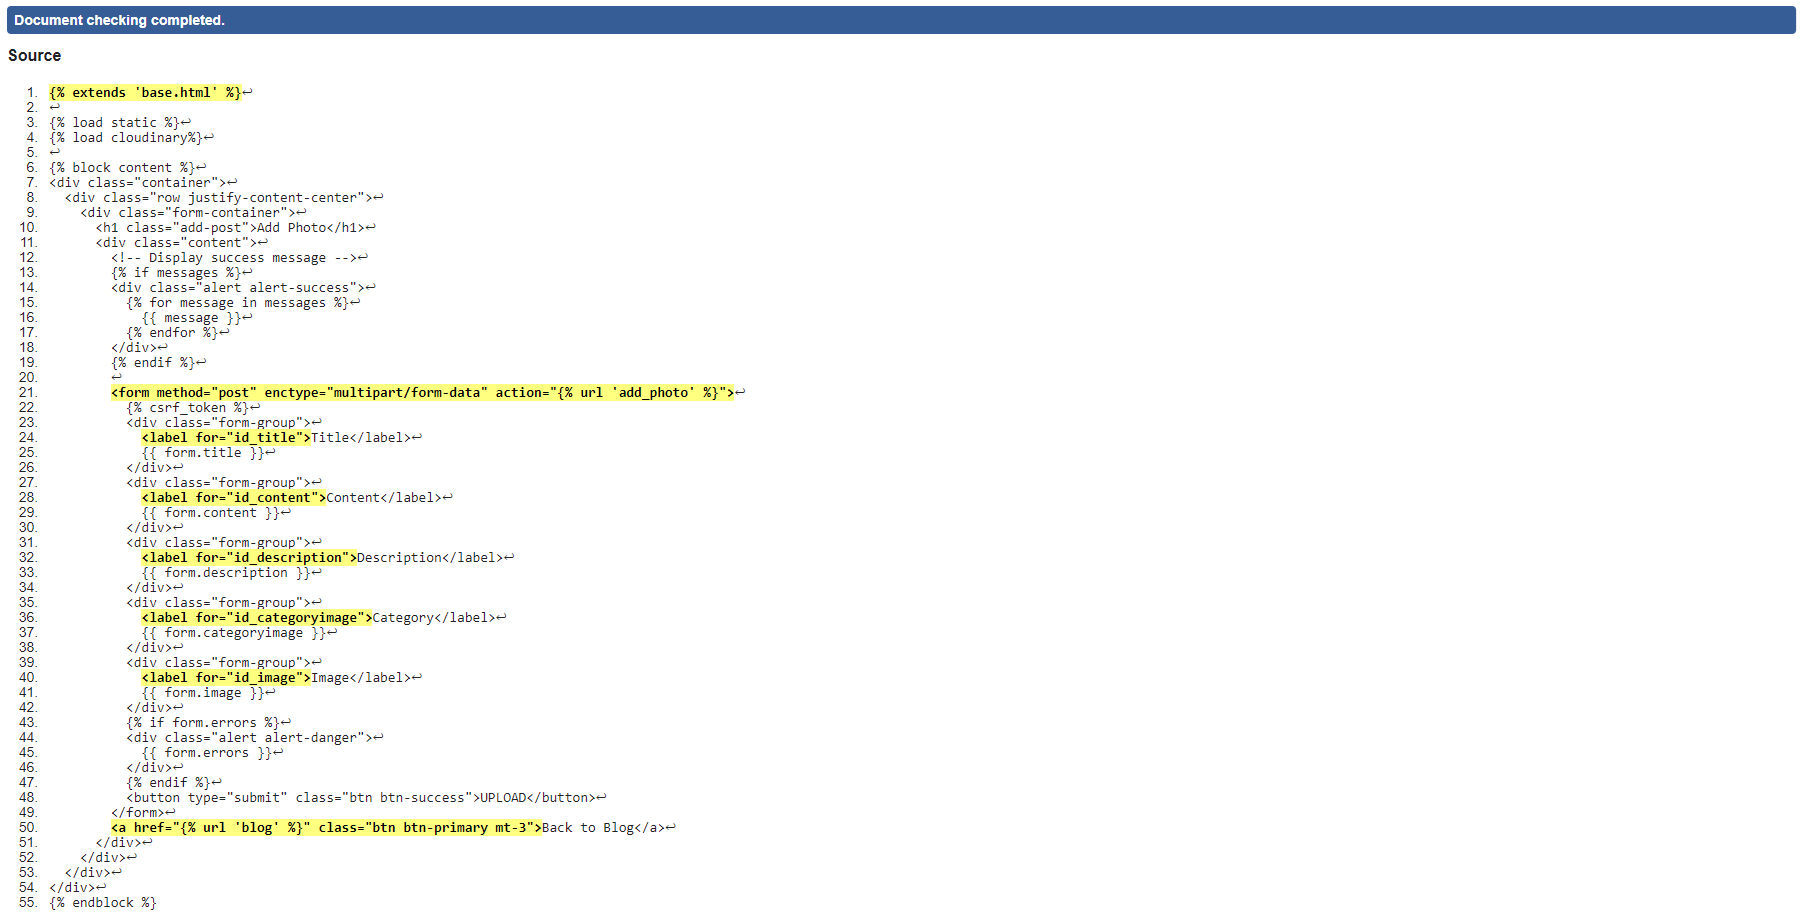 Document checking completed.
Source
1. {% extends 'base.html' %}↩
2. ↩
3. {% load static %}↩
4. {% load cloudinary%}↩
5. ↩
6. {% block content %}↩
7. <div class="container">↩
8.   <div class="row justify-content-center">↩
9.     <div class="form-container">↩
10.       <h1 class="add-post">Add Photo</h1>↩
11.       <div class="content">↩
12.         <!-- Display success message -->↩
13.         {% if messages %}↩
14.         <div class="alert alert-success">↩
15.           {% for message in messages %}↩
16.             {{ message }}↩
17.           {% endfor %}↩
18.         </div>↩
19.         {% endif %}↩
20.         ↩
21.         <form method="post" enctype="multipart/form-data" action="{% url 'add_photo' %}">↩
22.           {% csrf_token %}↩
23.           <div class="form-group">↩
24.             <label for="id_title">Title</label>↩
25.             {{ form.title }}↩
26.           </div>↩
27.           <div class="form-group">↩
28.             <label for="id_content">Content</label>↩
29.             {{ form.content }}↩
30.           </div>↩
31.           <div class="form-group">↩
32.             <label for="id_description">Description</label>↩
33.             {{ form.description }}↩
34.           </div>↩
35.           <div class="form-group">↩
36.             <label for="id_categoryimage">Category</label>↩
37.             {{ form.categoryimage }}↩
38.           </div>↩
39.           <div class="form-group">↩
40.             <label for="id_image">Image</label>↩
41.             {{ form.image }}↩
42.           </div>↩
43.           {% if form.errors %}↩
44.           <div class="alert alert-danger">↩
45.             {{ form.errors }}↩
46.           </div>↩
47.           {% endif %}↩
48.           <button type="submit" class="btn btn-success">UPLOAD</button>↩
49.         </form>↩
50.         <a href="{% url 'blog' %}" class="btn btn-primary mt-3">Back to Blog</a>↩
51.       </div>↩
52.     </div>↩
53.   </div>↩
54. </div>↩
55. {% endblock %}